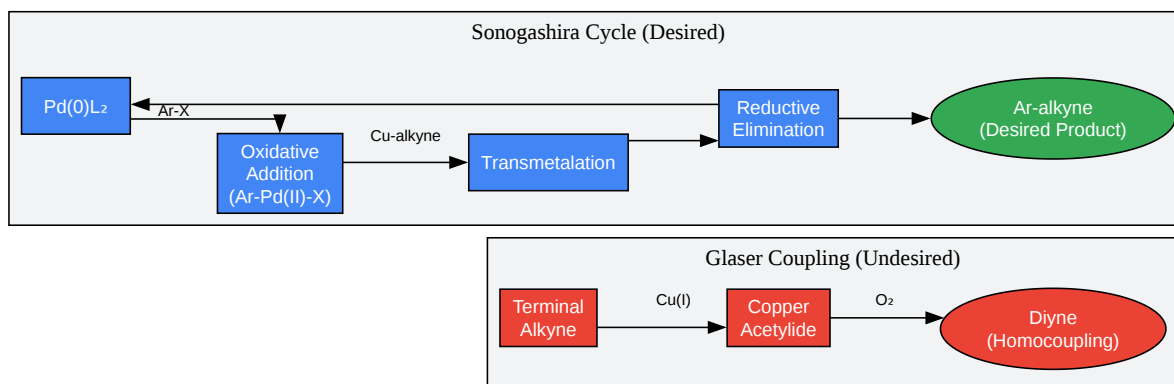 Sonogashira Cycle (Desired)
Pd(0)L₂
Ar-X
Oxidative
Addition
(Ar-Pd(II)-X)
Cu-alkyne
Transmetalation
Reductive
Elimination
Ar-alkyne
(Desired Product)
Glaser Coupling (Undesired)
Terminal
Alkyne
Cu(I)
Copper
Acetylide
O₂
Diyne
(Homocoupling)